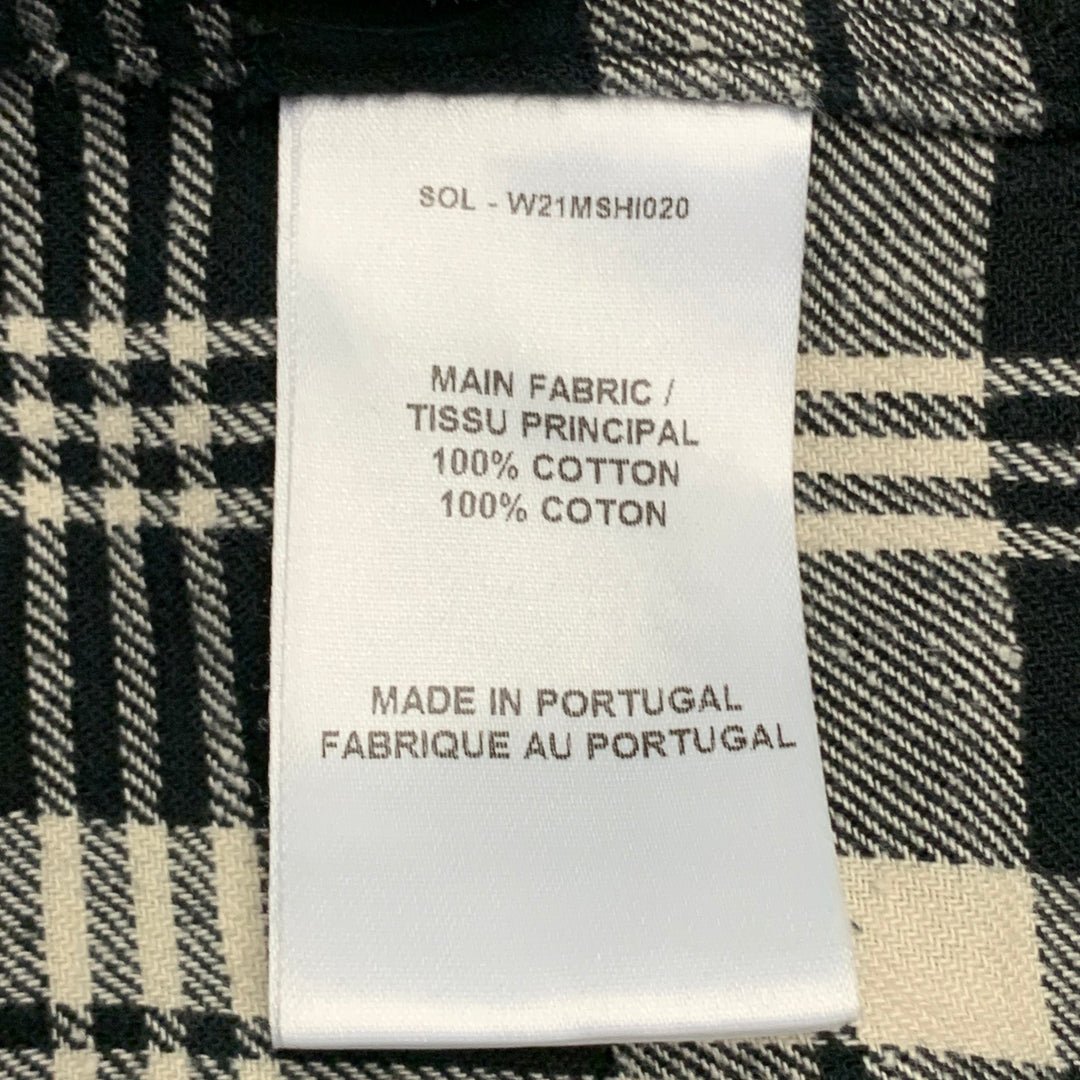 SOL - W21MSHI020
MAIN FABRIC /
TISSU PRINCIPAL
100% COTTON
100% COTON
MADE IN PORTUGAL
FABRIQUE AU PORTUGAL